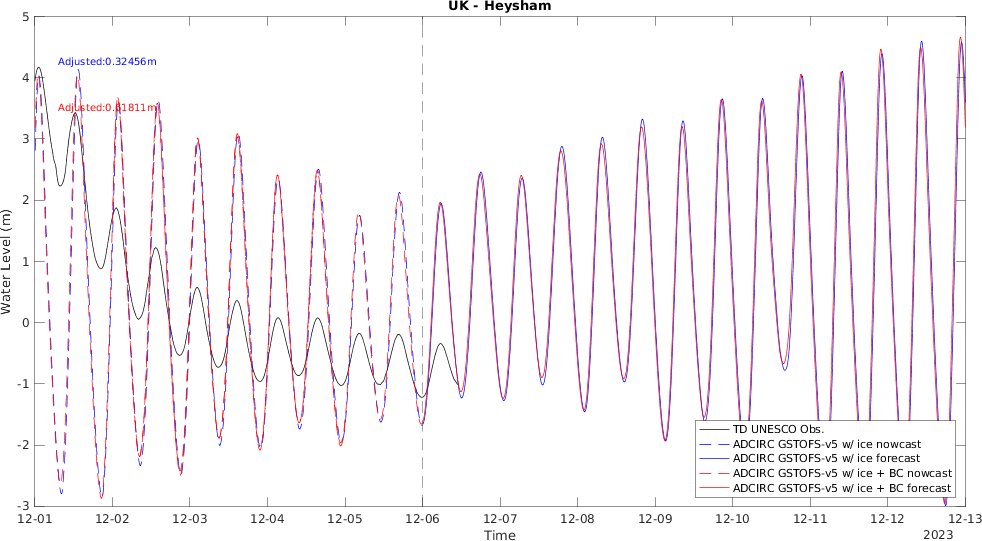 UK - Heysham
Adjusted:0.32456m
Adjusted:0.61811m
Water Level (m)
5
4
3
2
1
0
-1
-2
-3
12-01 12-02 12-03 12-04 12-05 12-06 12-07 12-08 12-09 12-10 12-11 12-12 12-13
Time
2023
TD UNESCO Obs.
ADCIRC GSTOFS-v5 w/ ice nowcast
ADCIRC GSTOFS-v5 w/ ice forecast
ADCIRC GSTOFS-v5 w/ ice + BC nowcast
ADCIRC GSTOFS-v5 w/ ice + BC forecast